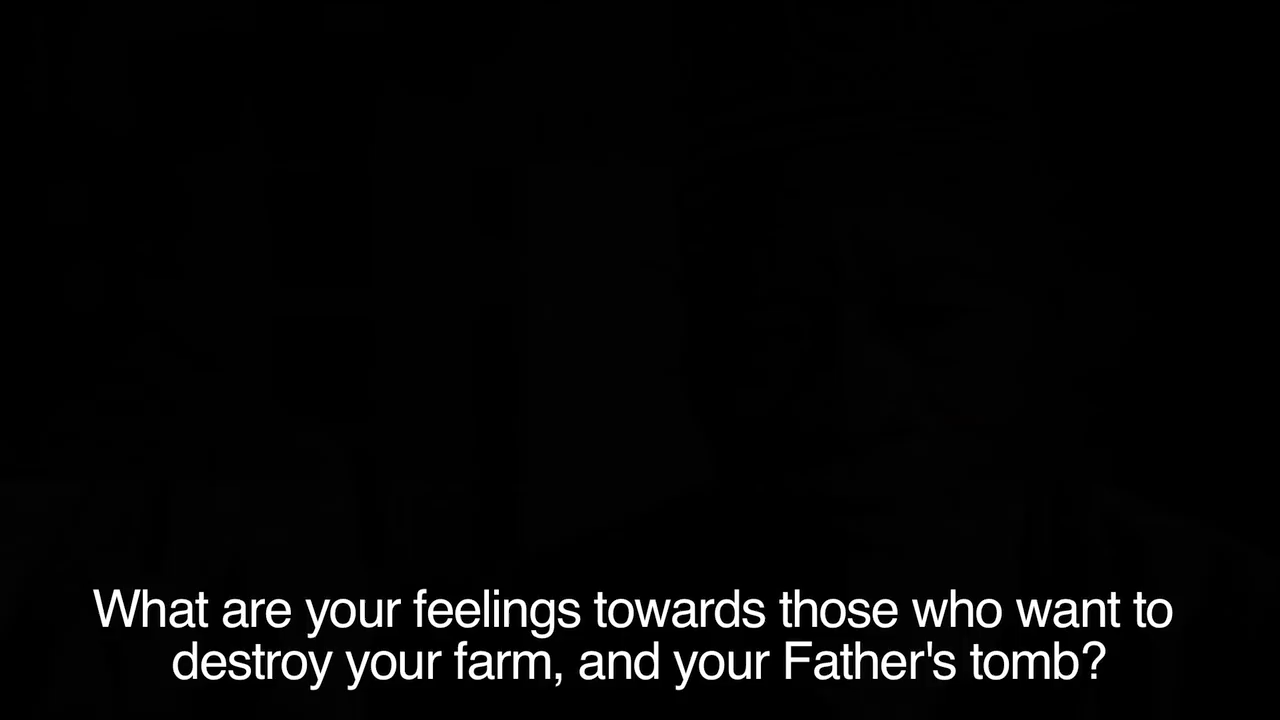 What are your feelings towards those who want to
destroy your farm, and your Father's tomb?